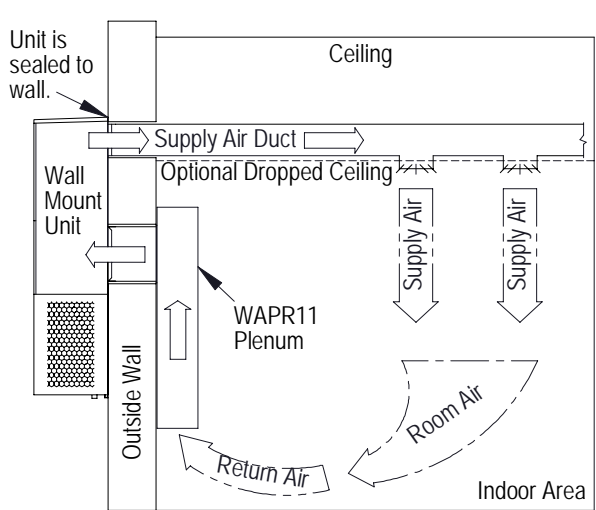 Unit is
sealed to
wall.
Ceiling
Supply Air Duct
Optional Dropped Ceiling
Wall
Mount
Unit
Supply Air
Supply Air
WAPR11
Plenum
Outside Wall
Room Air
Return Air
Indoor Area